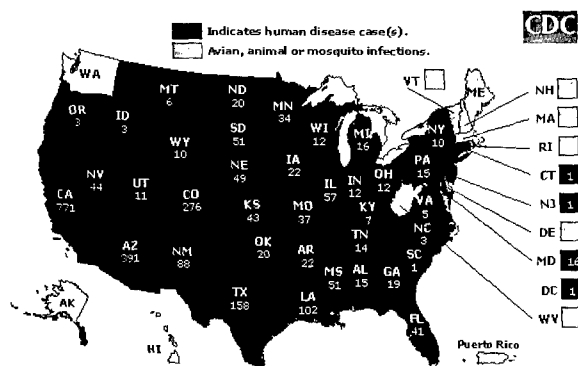 Indicates human disease case(s).
Avian, animal or mosquito infections.
CDC
WA
MT
6
ND
20
MN
34
VT
ME
NH
MA
RI
CT 1
NJ 1
DE
MD 16
DC 1
WV
OR
3
ID
3
WY
10
SD
51
WI
12
MI
16
NY
10
PA
15
NV
44
UT
11
CO
276
NE
49
IA
22
IL
57
IN
12
OH
12
VA
5
CA
771
KS
43
MO
37
KY
7
NC
3
AZ
391
NM
88
OK
20
AR
22
TN
14
SC
1
TX
158
LA
102
MS
51
AL
15
GA
19
FL
41
AK
HI
Puerto Rico